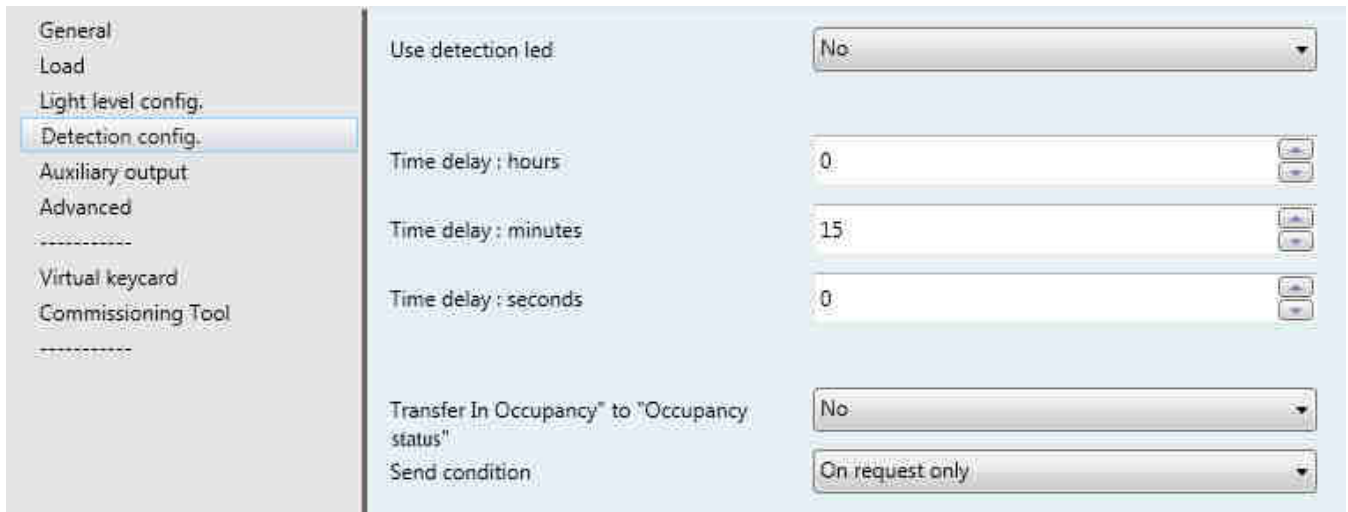 General
Load
Light level config.
Detection config.
Auxiliary output
Advanced
-----------
Virtual keycard
Commissioning Tool
-----------
Use detection led
No
Time delay : hours
0
Time delay : minutes
15
Time delay : seconds
0
Transfer In Occupancy" to "Occupancy
status"
No
Send condition
On request only